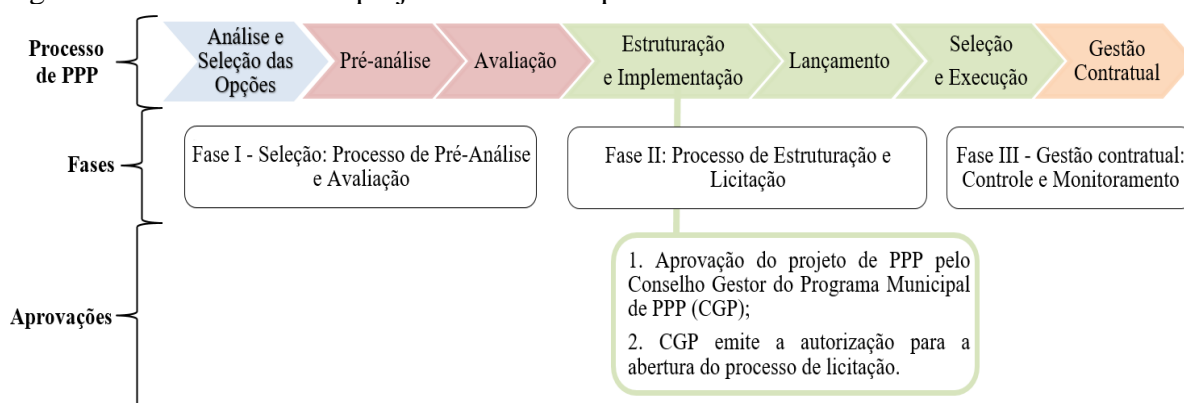 Processo
de PPP
Análise e
Seleção das
Opções
Pré-análise
Avaliação
Estruturação
e Implementação
Lançamento
Seleção
e Execução
Gestão
Contratual
Fases
Fase I - Seleção: Processo de Pré-Análise
e Avaliação
Fase II: Processo de Estruturação e
Licitação
Fase III - Gestão contratual:
Controle e Monitoramento
Aprovações
1. Aprovação do projeto de PPP pelo
Conselho Gestor do Programa Municipal
de PPP (CGP);
2. CGP emite a autorização para a
abertura do processo de licitação.